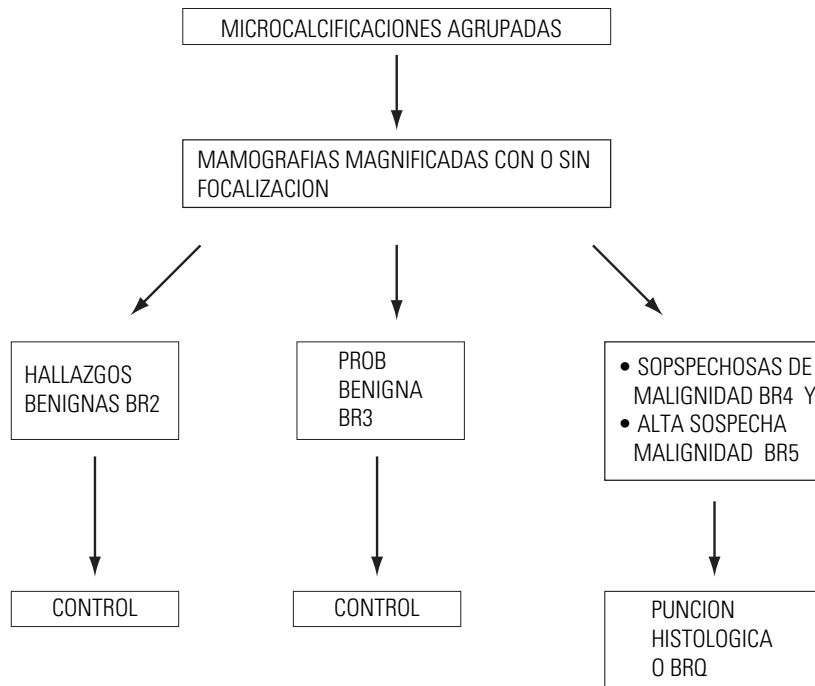 MICROCALCIFICACIONES AGRUPADAS
MAMOGRAFIAS MAGNIFICADAS CON O SIN
FOCALIZACION
HALLAZGOS
BENIGNAS BR2
PROB
BENIGNA
BR3
• SOPSPECHOSAS DE
MALIGNIDAD BR4 Y
• ALTA SOSPECHA
MALIGNIDAD BR5
CONTROL
CONTROL
PUNCION
HISTOLOGICA
O BRQ